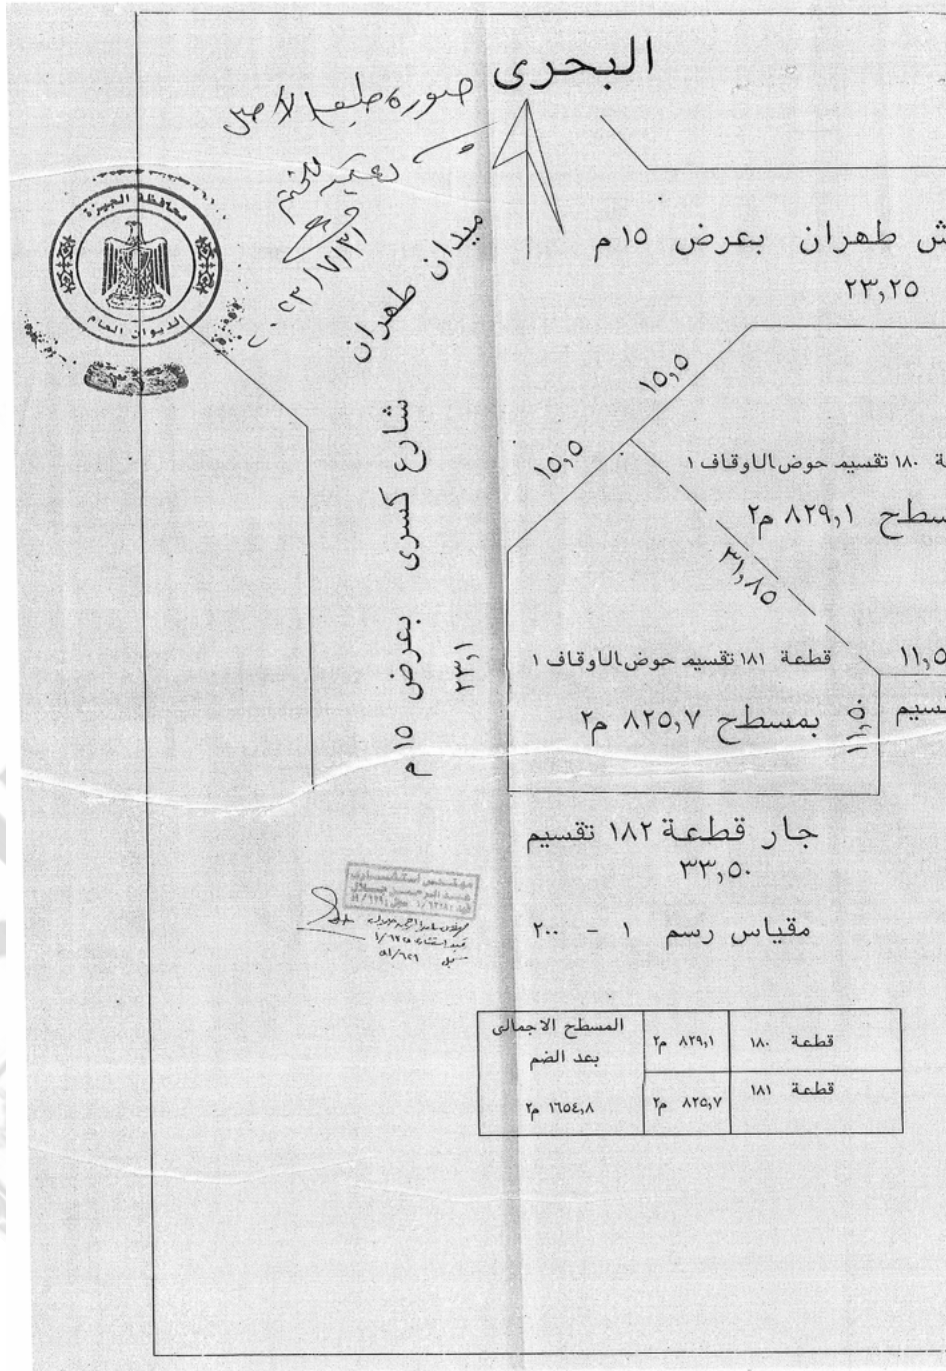 البحرى
صورة طبق الأصل
محافظة الجيزة
الديوان العام
ميدان طهران
ش طهران بعرض ١٥ م
٢٣,٢٥
١٥,٥
١٥,٥
١٨٠ تقسيم حوض الاوقاف ١
٨٢٩,١ م٢
٣١,٨٥
شارع كسرى بعرض ١٥ م
٢٣,١
قطعة ١٨١ تقسيم حوض الاوقاف ١
بمسطح ٨٢٥,٧ م٢
١١,٥٠
١١,٥
جار قطعة ١٨٢ تقسيم
٣٣,٥٠
مقياس رسم ١ - ٢٠٠
قطعة ١٨٠ ٨٢٩,١ م٢ المسطح الاجمالى
بعد الضم
قطعة ١٨١ ٨٢٥,٧ م٢ ١٦٥٤,٨ م٢